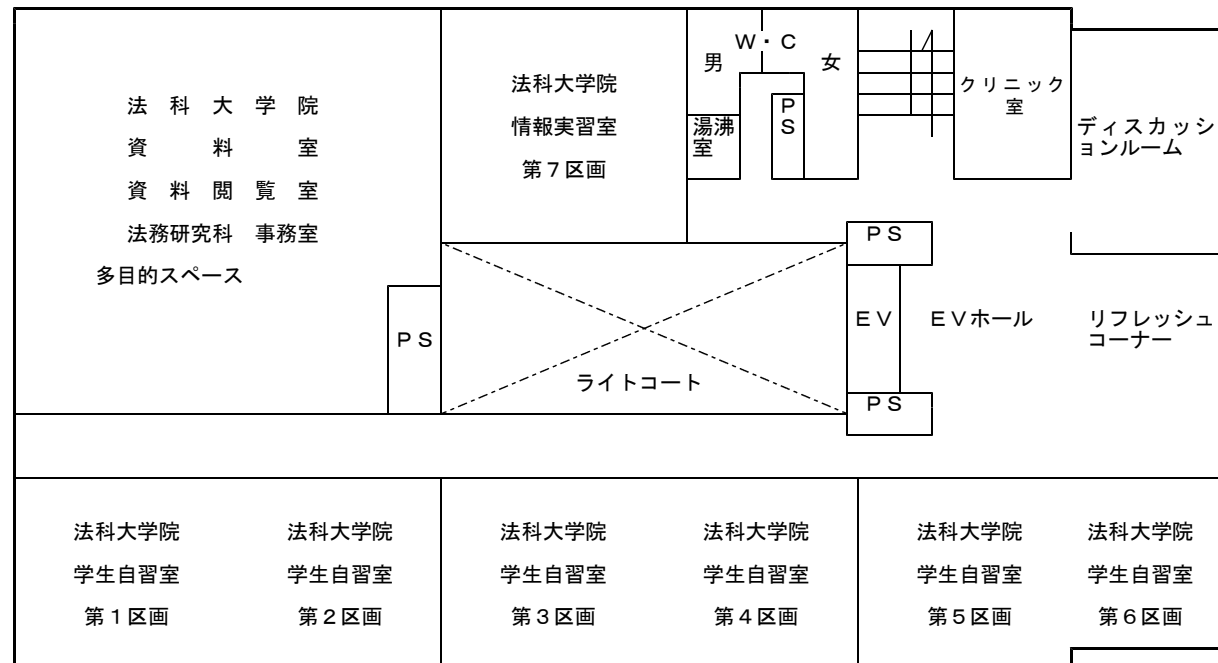 法科大学院
資料室
資料閲覧室
法務研究科 事務室
多目的スペース
ＰＳ
法科大学院
情報実習室
第７区画
Ｗ・Ｃ
男
女
湯沸
室
Ｐ
Ｓ
クリニック
室
ディスカッシ
ョンルーム
ＰＳ
ＥＶ
ＥＶホール
リフレッシュ
コーナー
ＰＳ
ライトコート
法科大学院
学生自習室
第１区画
法科大学院
学生自習室
第２区画
法科大学院
学生自習室
第３区画
法科大学院
学生自習室
第４区画
法科大学院
学生自習室
第５区画
法科大学院
学生自習室
第６区画